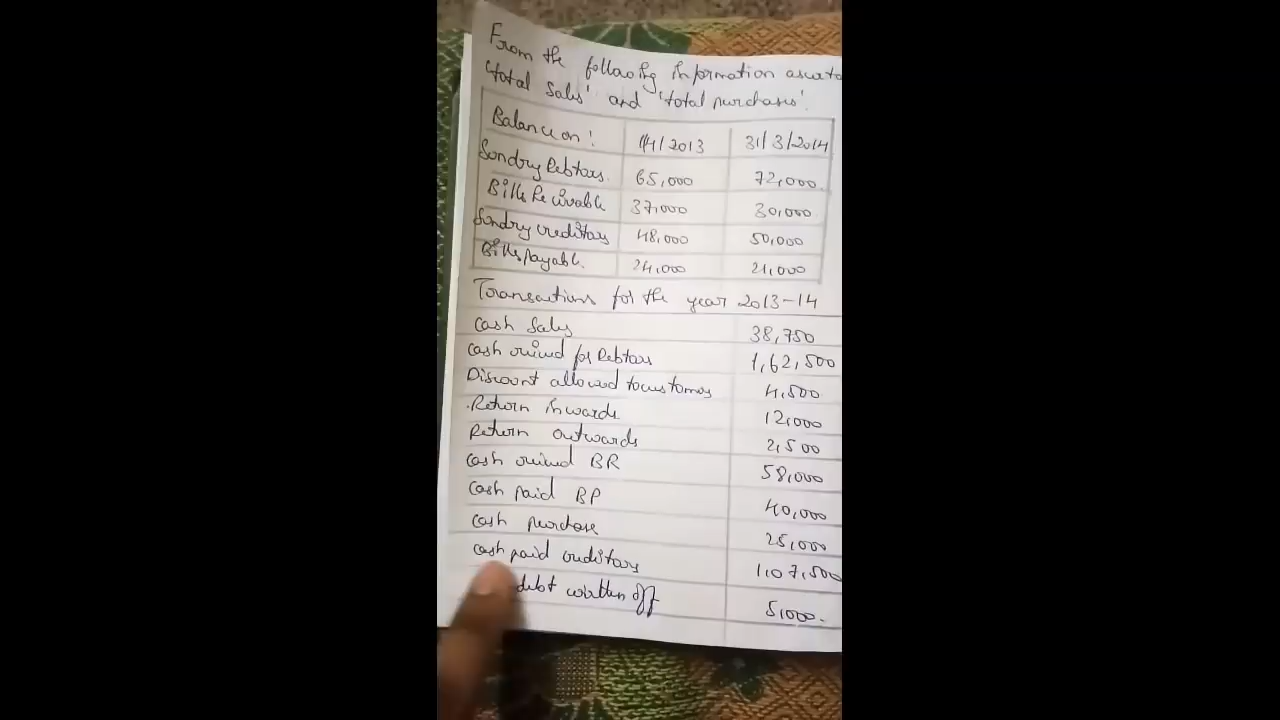 From the following information ascerta
'total Sales' and 'total purchases'.
Balance on: 1/4/2013 31/3/2014
Sundry Debtors 65,000 72,000
Bills Receivable 37,000 30,000
Sundry creditors 48,000 50,000
Bills payable. 24,000 21,000
Transactions for the year 2013-14
Cash Sales 38,750
Cash received for Debtors 1,62,500
Discount allowed to customers 4,500
Return inwards 12,000
Return outwards 2,500
cash received BR 58,000
cash paid BP 40,000
cash purchase 25,000
cash paid creditors 1,07,500
debt written off 5,000.